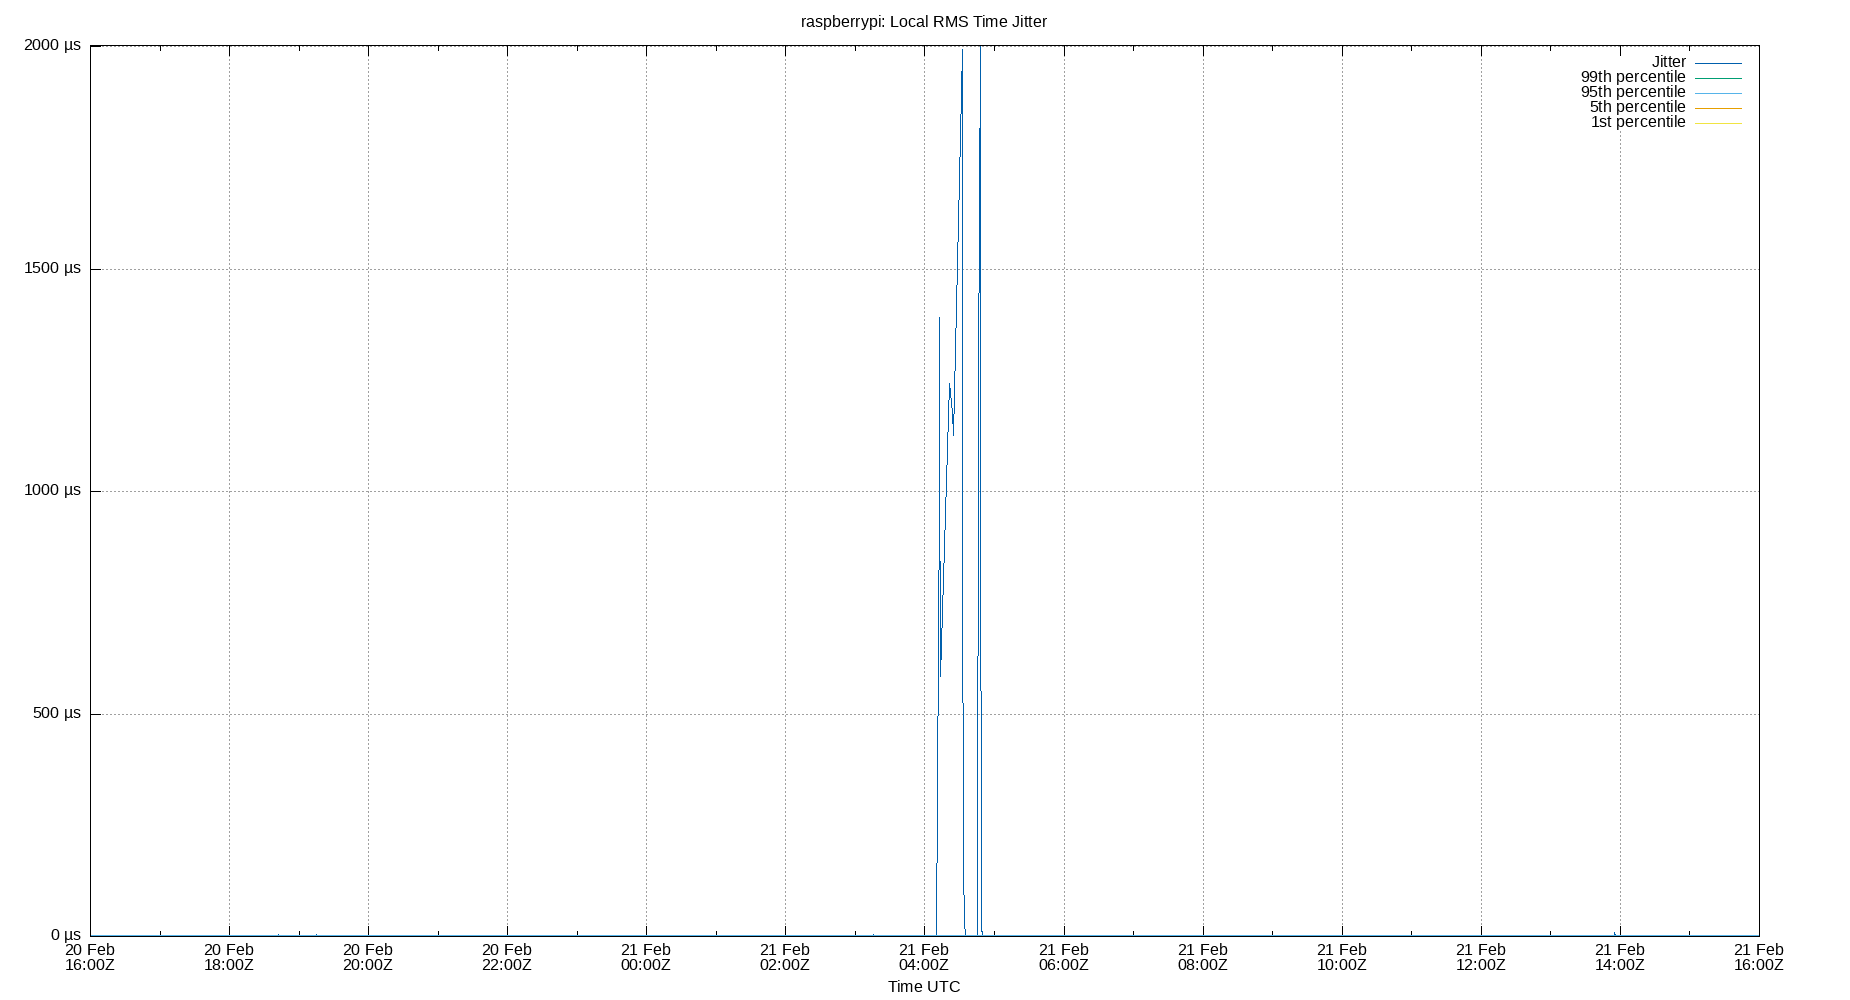 raspberrypi: Local RMS Time Jitter
2000 µs
1500 µs
1000 µs
500 µs
0 µs
Jitter
99th percentile
95th percentile
5th percentile
1st percentile
20 Feb 20 Feb 20 Feb 20 Feb 21 Feb 21 Feb 21 Feb 21 Feb 21 Feb 21 Feb 21 Feb 21 Feb 21 Feb
16:00Z 18:00Z 20:00Z 22:00Z 00:00Z 02:00Z 04:00Z 06:00Z 08:00Z 10:00Z 12:00Z 14:00Z 16:00Z
Time UTC